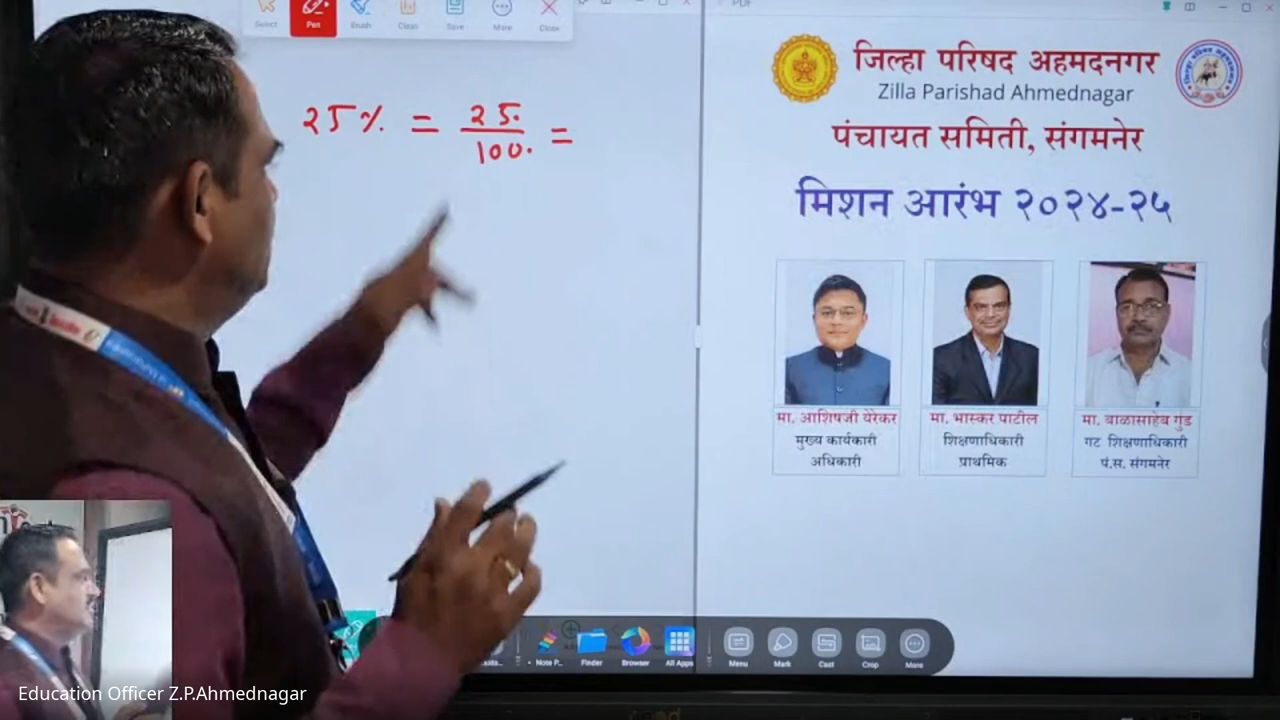 Select Pen Brush Clean Save More Close
PDF
25% = 25. / 100. =
जिल्हा परिषद अहमदनगर
Zilla Parishad Ahmednagar
पंचायत समिती, संगमनेर
मिशन आरंभ २०२४-२५
मा. आशिषजी येरेकर
मुख्य कार्यकारी
अधिकारी
मा. भास्कर पाटील
शिक्षणाधिकारी
प्राथमिक
मा. बाळासाहेब गुंड
गट शिक्षणाधिकारी
पं.स. संगमनेर
Note P... Finder Browser All Apps Menu Mark Cast Crop More
Education Officer Z.P.Ahmednagar